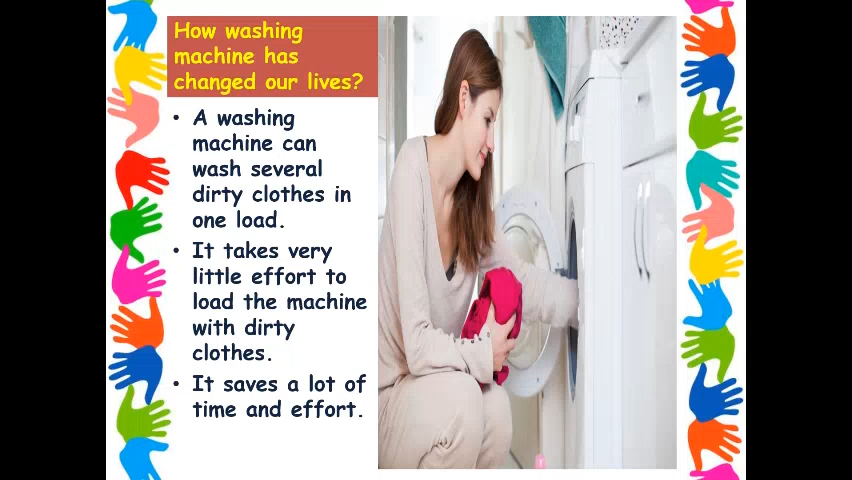 How washing
machine has
changed our lives?
• A washing
machine can
wash several
dirty clothes in
one load.
• It takes very
little effort to
load the machine
with dirty
clothes.
• It saves a lot of
time and effort.